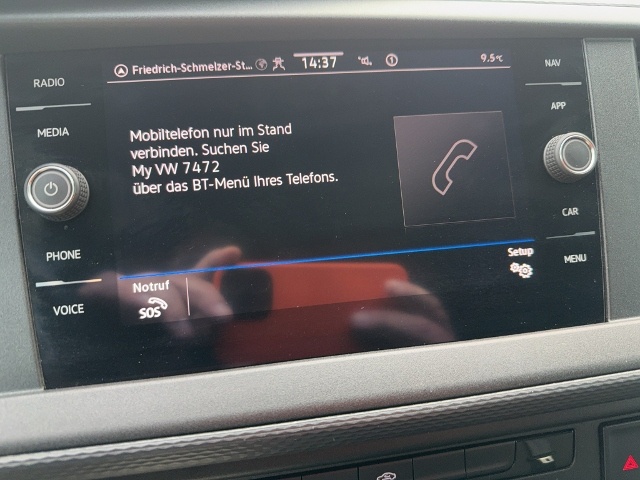 Friedrich-Schmelzer-St... 14:37 1 9.5°C
RADIO
MEDIA
PHONE
VOICE
Mobiltelefon nur im Stand
verbinden. Suchen Sie
My VW 7472
über das BT-Menü Ihres Telefons.
Notruf
SOS
Setup
NAV
APP
CAR
MENU